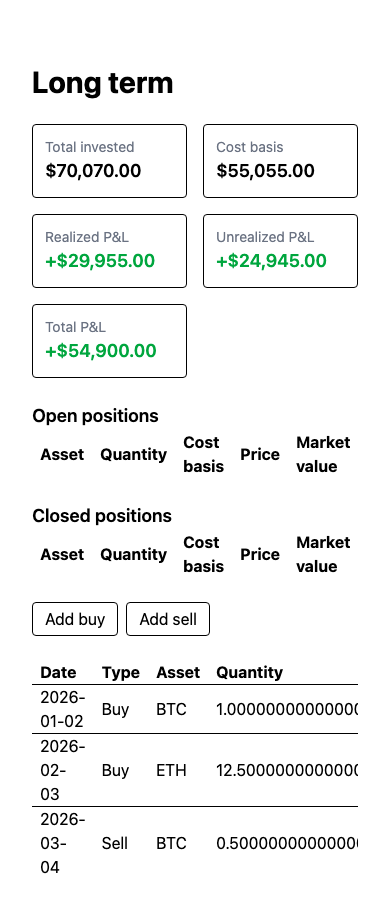 Long term
Total invested
$70,070.00
Cost basis
$55,055.00
Realized P&L
+$29,955.00
Unrealized P&L
+$24,945.00
Total P&L
+$54,900.00
Open positions
Asset Quantity Cost basis Price Market value
Closed positions
Asset Quantity Cost basis Price Market value
Add buy Add sell
Date Type Asset Quantity
2026-01-02 Buy BTC 1.00000000000000
2026-02-03 Buy ETH 12.5000000000000
2026-03-04 Sell BTC 0.50000000000000